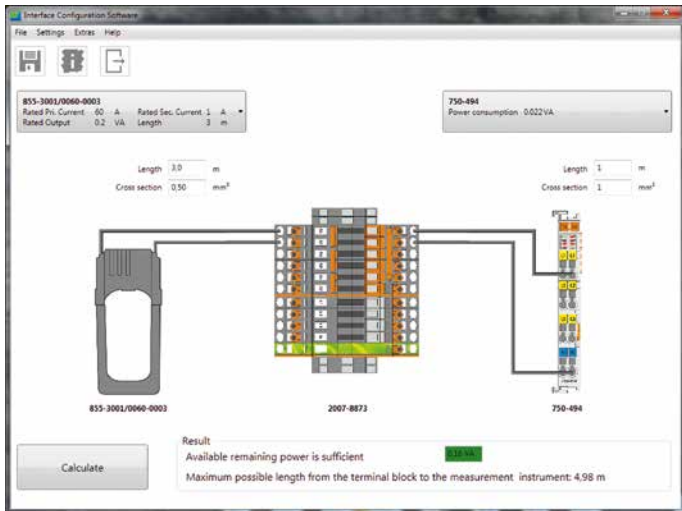 Interface Configuration Software
File Settings Extras Help
855-3001/0060-0003
Rated Pri. Current 60 A Rated Sec. Current 1 A
Rated Output 0.2 VA Length 3 m
750-494
Power consumption 0.022 VA
Length 3,0 m
Cross section 0,50 mm²
Length 1 m
Cross section 1 mm²
855-3001/0060-0003
2007-8873
750-494
Calculate
Result
Available remaining power is sufficient 0,16 VA
Maximum possible length from the terminal block to the measurement instrument: 4,98 m